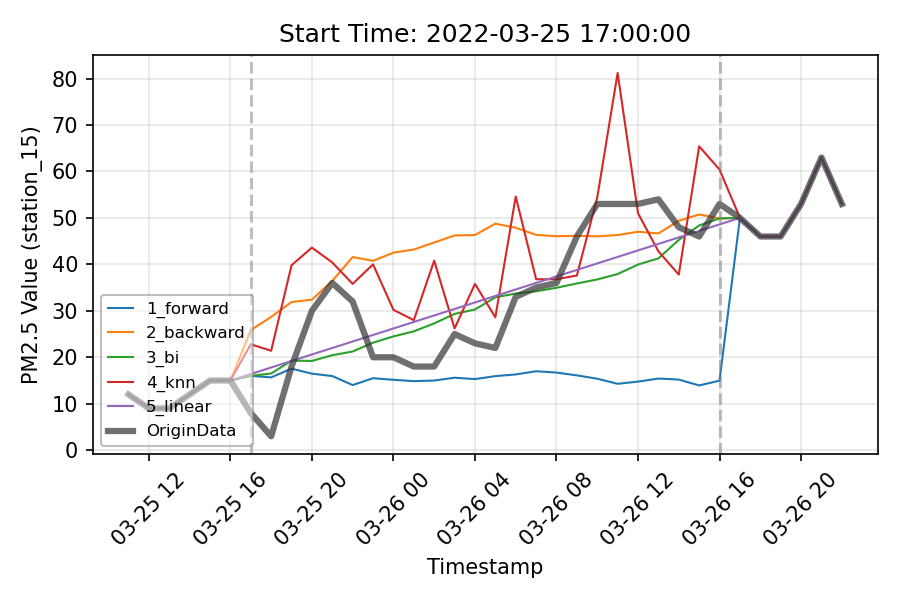 Start Time: 2022-03-25 17:00:00
PM2.5 Value (station_15)
80
70
60
50
40
30
20
10
0
1_forward
2_backward
3_bi
4_knn
5_linear
OriginData
03-25 12
03-25 16
03-25 20
03-26 00
03-26 04
03-26 08
03-26 12
03-26 16
03-26 20
Timestamp